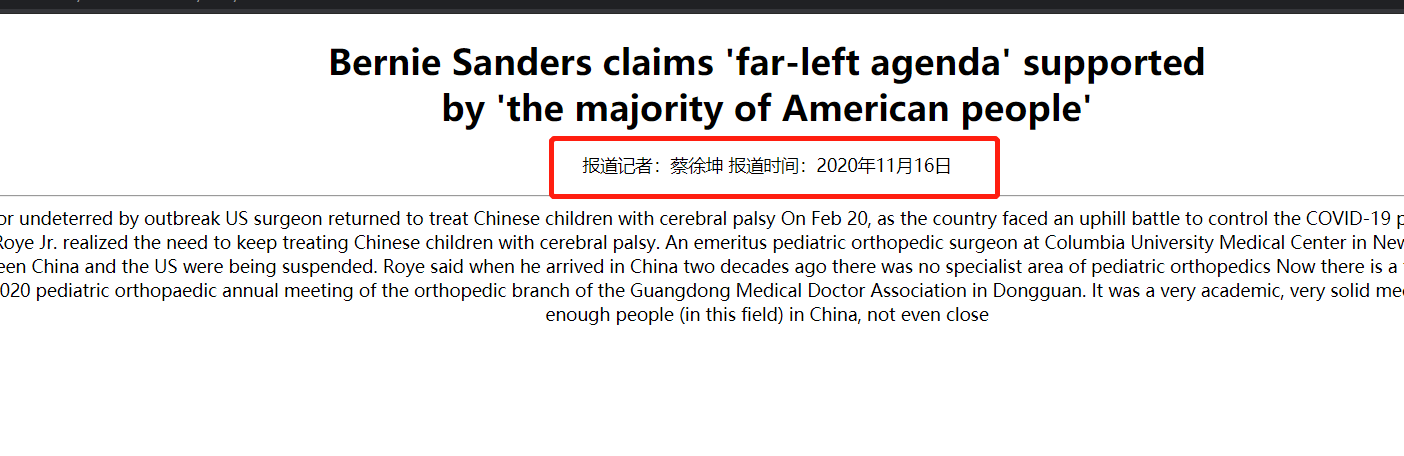 Bernie Sanders claims 'far-left agenda' supported
by 'the majority of American people'
报道记者：蔡徐坤 报道时间：2020年11月16日
or undeterred by outbreak US surgeon returned to treat Chinese children with cerebral palsy On Feb 20, as the country faced an uphill battle to control the COVID-19 p
Roye Jr. realized the need to keep treating Chinese children with cerebral palsy. An emeritus pediatric orthopedic surgeon at Columbia University Medical Center in New
een China and the US were being suspended. Roye said when he arrived in China two decades ago there was no specialist area of pediatric orthopedics Now there is a
020 pediatric orthopaedic annual meeting of the orthopedic branch of the Guangdong Medical Doctor Association in Dongguan. It was a very academic, very solid mee
enough people (in this field) in China, not even close